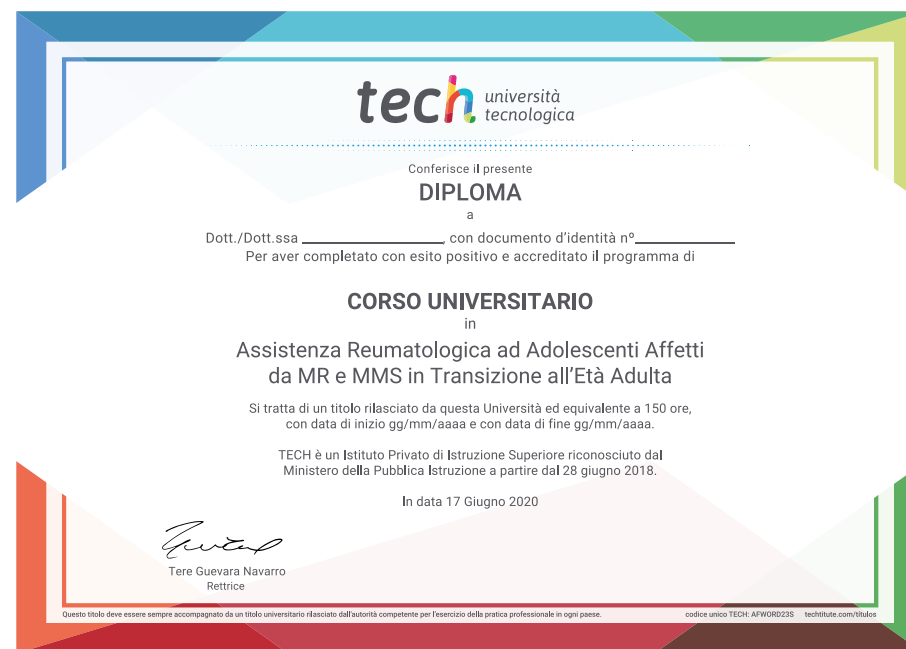 tech università
tecnologica
Conferisce il presente
DIPLOMA
a
Dott./Dott.ssa ____________________, con documento d'identità nº______________
Per aver completato con esito positivo e accreditato il programma di
CORSO UNIVERSITARIO
in
Assistenza Reumatologica ad Adolescenti Affetti
da MR e MMS in Transizione all'Età Adulta
Si tratta di un titolo rilasciato da questa Università ed equivalente a 150 ore,
con data di inizio gg/mm/aaaa e con data di fine gg/mm/aaaa.
TECH è un Istituto Privato di Istruzione Superiore riconosciuto dal
Ministero della Pubblica Istruzione a partire dal 28 giugno 2018.
In data 17 Giugno 2020
Tere Guevara Navarro
Rettrice
Questo titolo deve essere sempre accompagnato da un titolo universitario rilasciato dall'autorità competente per l'esercizio della pratica professionale in ogni paese. codice unico TECH: AFWORD23S techtitute.com/titulos